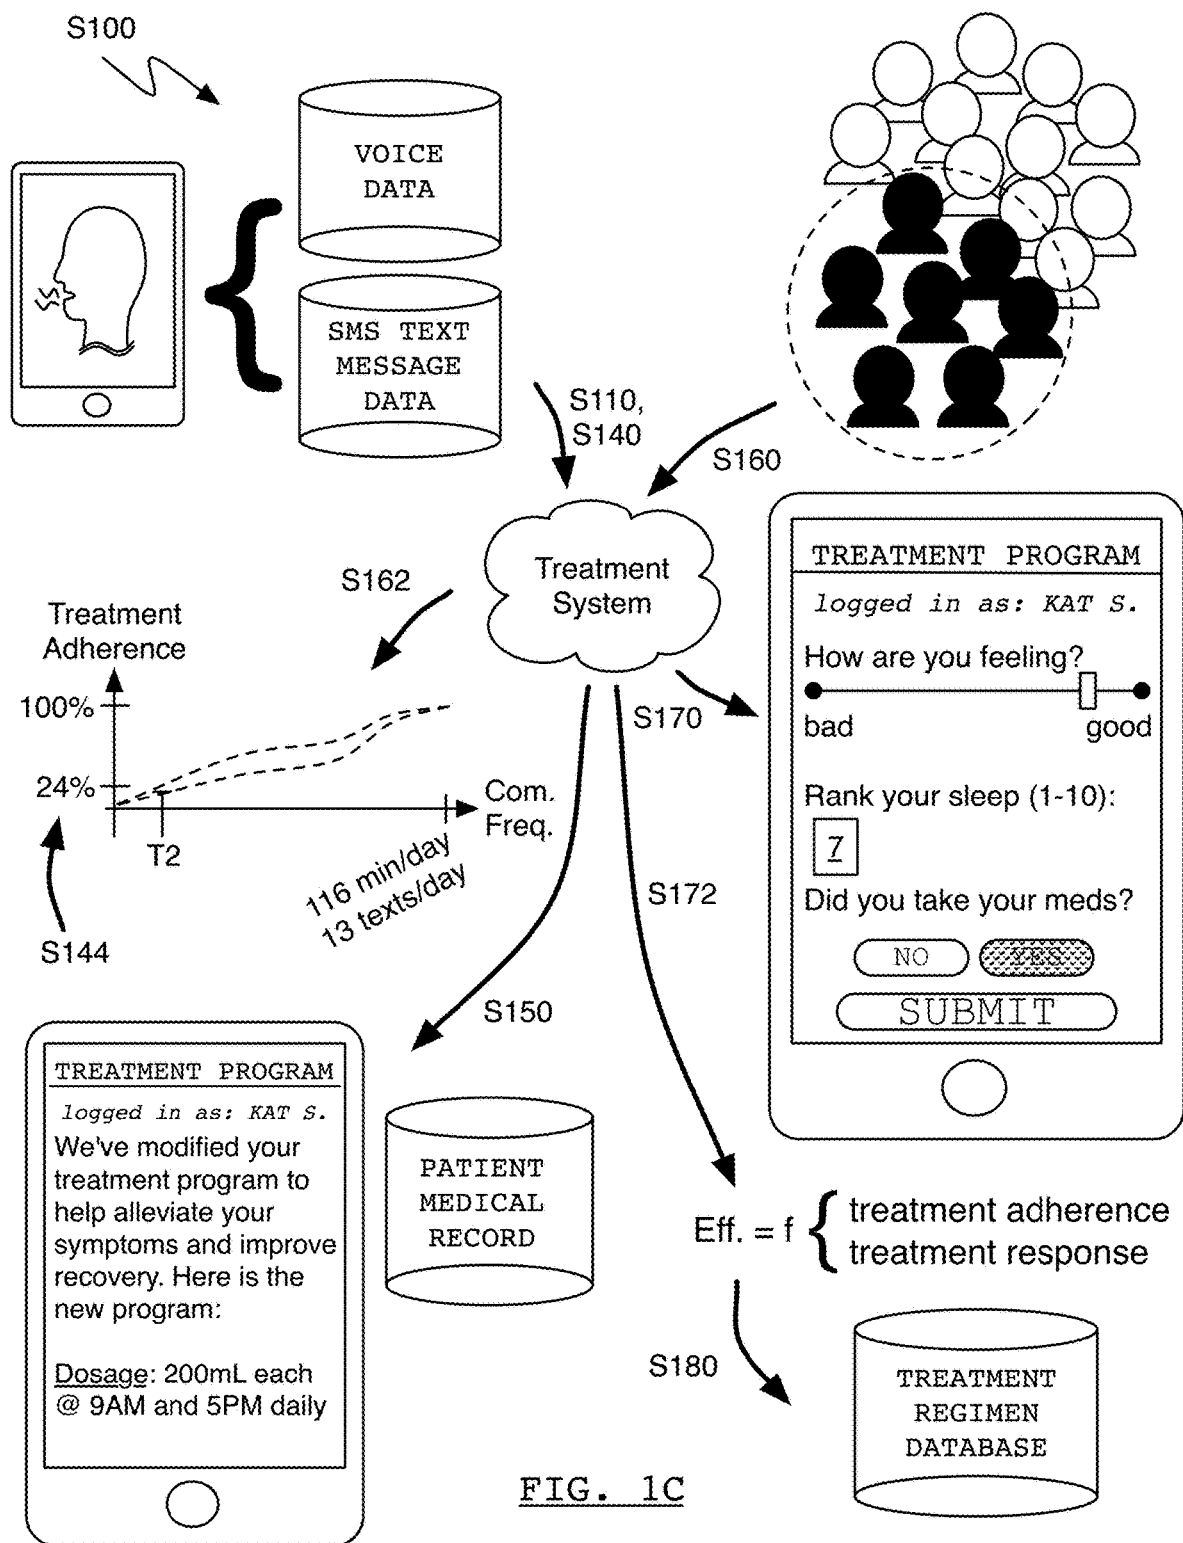 S100
VOICE
DATA
SMS TEXT
MESSAGE
DATA
S110,
S140
S160
Treatment
System
S162
Treatment
Adherence
100%
24%
T2
Com.
Freq.
116 min/day
13 texts/day
S144
S170
S172
S150
TREATMENT PROGRAM
logged in as: KAT S.
How are you feeling?
bad
good
Rank your sleep (1-10):
7
Did you take your meds?
NO
YES
SUBMIT
TREATMENT PROGRAM
logged in as: KAT S.
We've modified your
treatment program to
help alleviate your
symptoms and improve
recovery. Here is the
new program:
Dosage: 200mL each
@ 9AM and 5PM daily
PATIENT
MEDICAL
RECORD
Eff. = f { treatment adherence
treatment response
S180
TREATMENT
REGIMEN
DATABASE
FIG. 1C